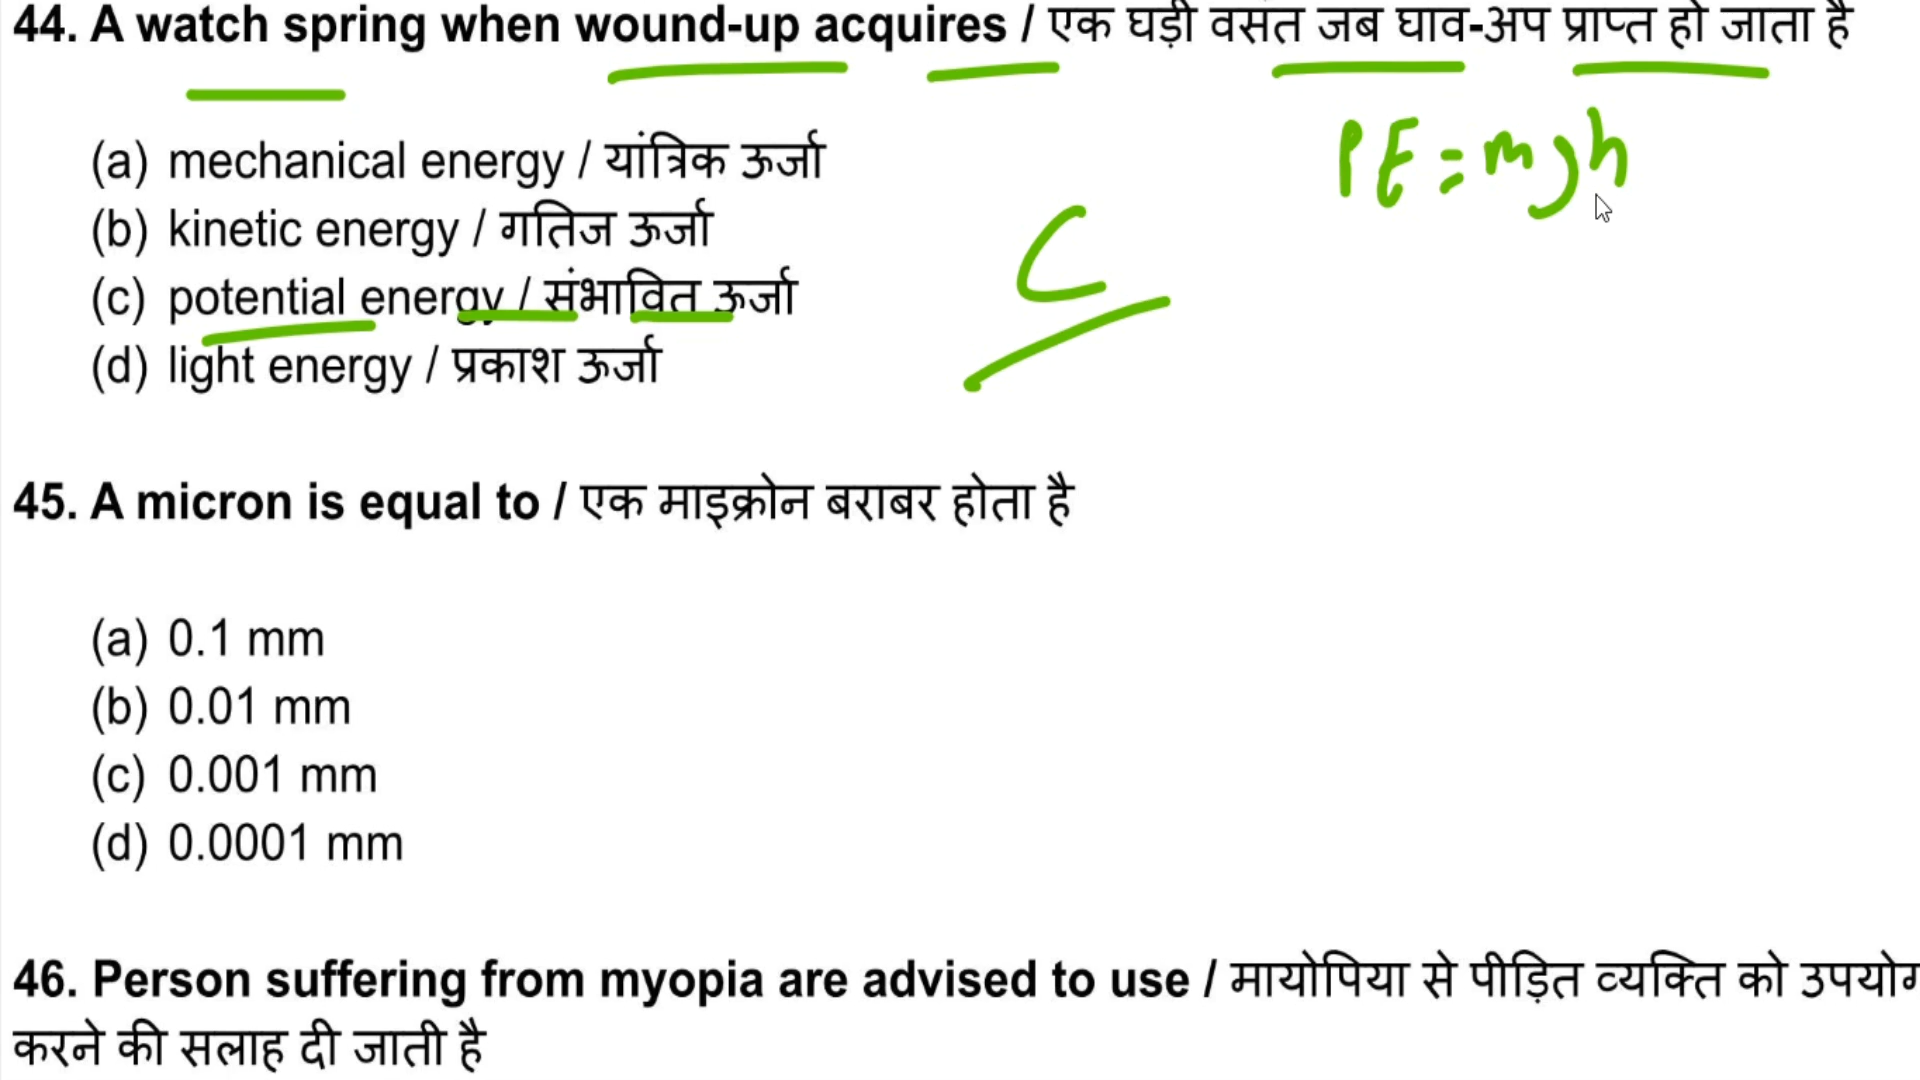 44. A watch spring when wound-up acquires / एक घड़ी वसंत जब घाव-अप प्राप्त हो जाता है
PE = mgh
(a) mechanical energy / यांत्रिक ऊर्जा
(b) kinetic energy / गतिज ऊर्जा
C
(c) potential energy / संभावित ऊर्जा
(d) light energy / प्रकाश ऊर्जा
45. A micron is equal to / एक माइक्रोन बराबर होता है
(a) 0.1 mm
(b) 0.01 mm
(c) 0.001 mm
(d) 0.0001 mm
46. Person suffering from myopia are advised to use / मायोपिया से पीड़ित व्यक्ति को उपयोग
करने की सलाह दी जाती है